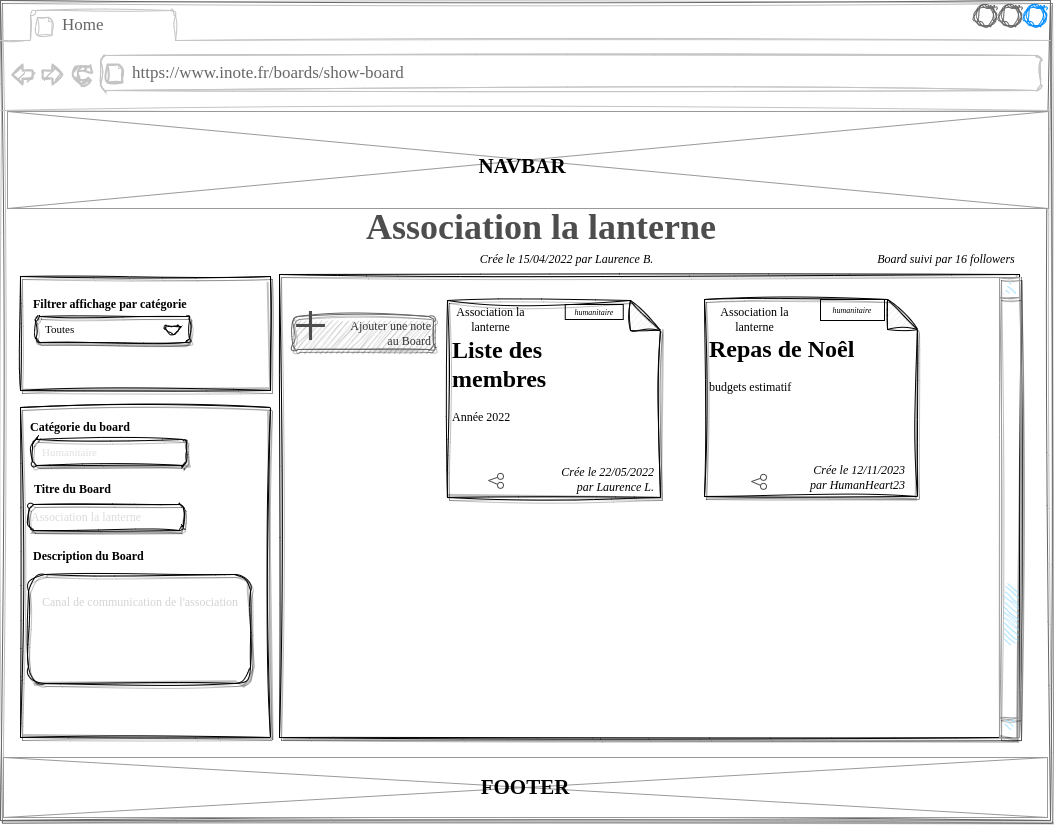 Home
https://www.inote.fr/boards/show-board
NAVBAR
Association la lanterne
Crée le 15/04/2022 par Laurence B.
Board suivi par 16 followers
Filtrer affichage par catégorie
Toutes
Catégorie du board
Humanitaire
Titre du Board
Association la lanterne
Description du Board
Canal de communication de l'association
Ajouter une note
au Board
Association la
lanterne
humanitaire
Liste des
membres
Année 2022
Crée le 22/05/2022
par Laurence L.
Association la
lanterne
humanitaire
Repas de Noêl
budgets estimatif
Crée le 12/11/2023
par HumanHeart23
FOOTER